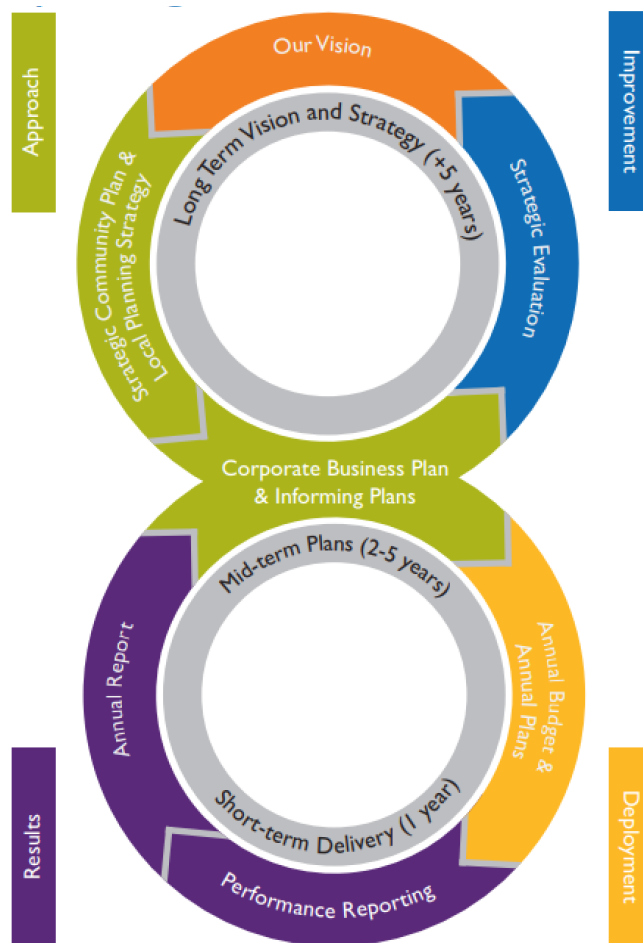 Approach
Our Vision
Improvement
Long Term Vision and Strategy (+5 years)
Strategic Community Plan &
Local Planning Strategy
Strategic Evaluation
Corporate Business Plan
& Informing Plans
Mid-term Plans (2-5 years)
Annual Report
Annual Budget &
Annual Plans
Short-term Delivery (1 year)
Performance Reporting
Results
Deployment